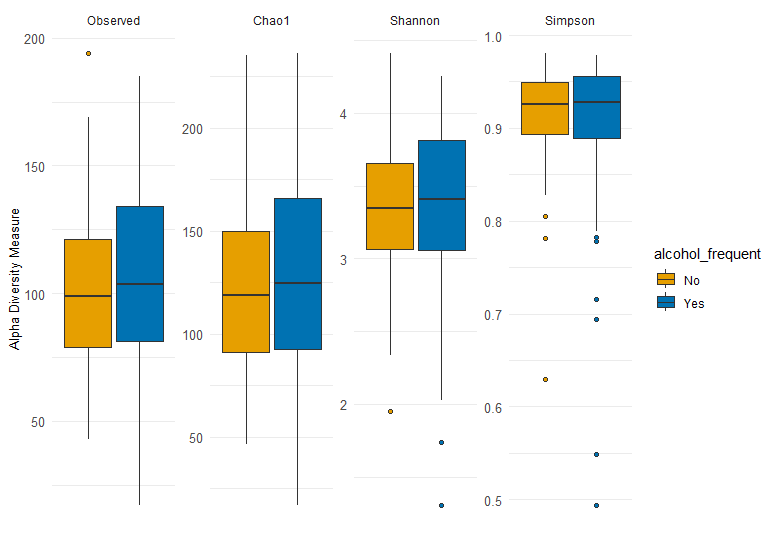 Observed
Chao1
Shannon
Simpson
Alpha Diversity Measure
200
150
100
50
200
150
100
50
4
3
2
1.0
0.9
0.8
0.7
0.6
0.5
alcohol_frequent
No
Yes